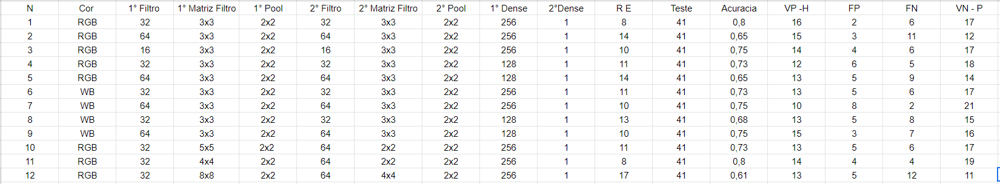 N Cor 1° Filtro 1° Matriz Filtro 1° Pool 2° Filtro 2° Matriz Filtro 2° Pool 1° Dense 2°Dense R E Teste Acuracia VP -H FP FN VN - P
1 RGB 32 3x3 2x2 32 3x3 2x2 256 1 8 41 0,8 16 2 6 17
2 RGB 64 3x3 2x2 64 3x3 2x2 256 1 14 41 0,65 15 3 11 12
3 RGB 16 3x3 2x2 16 3x3 2x2 256 1 10 41 0,75 14 4 6 17
4 RGB 32 3x3 2x2 32 3x3 2x2 128 1 11 41 0,73 12 6 5 18
5 RGB 64 3x3 2x2 64 3x3 2x2 128 1 14 41 0,65 13 5 9 14
6 WB 32 3x3 2x2 32 3x3 2x2 256 1 11 41 0,73 13 5 6 17
7 WB 64 3x3 2x2 64 3x3 2x2 256 1 10 41 0,75 10 8 2 21
8 WB 32 3x3 2x2 32 3x3 2x2 128 1 13 41 0,68 13 5 8 15
9 WB 64 3x3 2x2 64 3x3 2x2 128 1 10 41 0,75 15 3 7 16
10 RGB 32 5x5 2x2 64 2x2 2x2 256 1 11 41 0,73 13 5 6 17
11 RGB 32 4x4 2x2 64 2x2 2x2 256 1 8 41 0,8 14 4 4 19
12 RGB 32 8x8 2x2 64 4x4 2x2 256 1 17 41 0,61 13 5 12 11